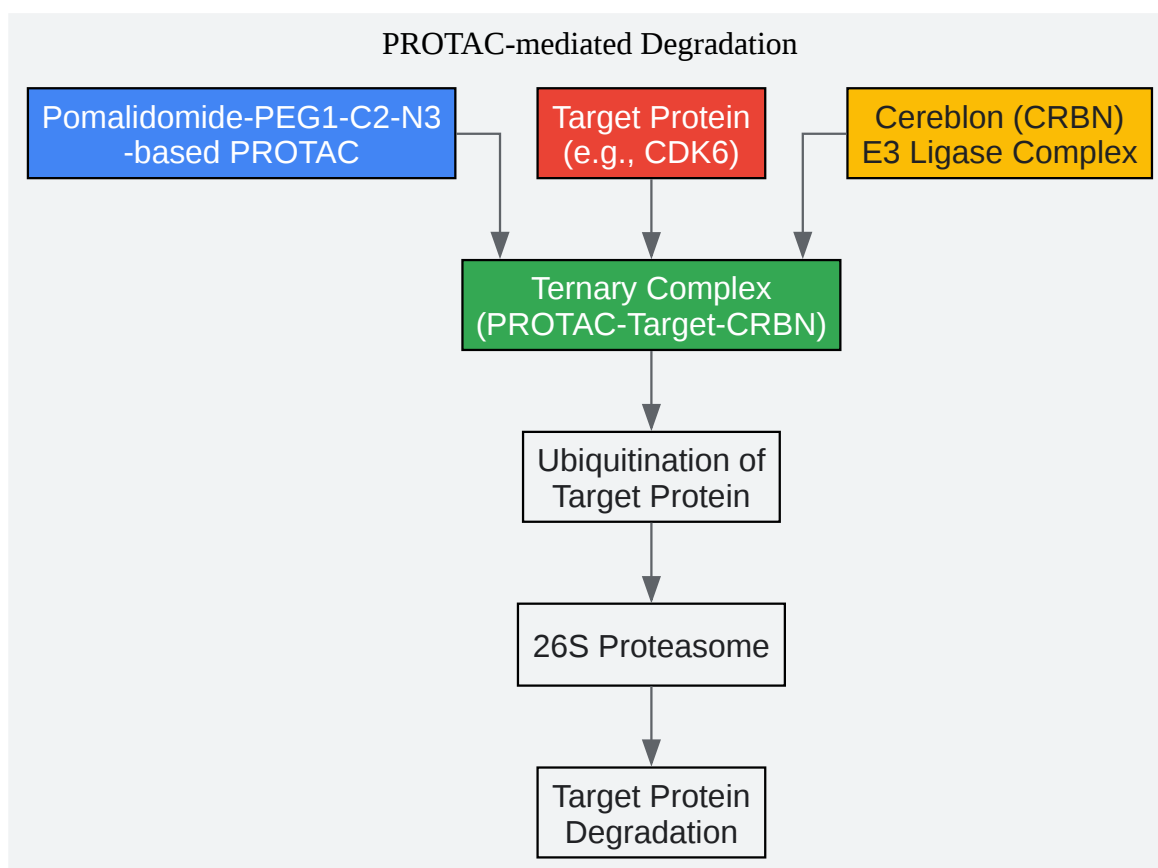 PROTAC-mediated Degradation
Pomalidomide-PEG1-C2-N3
-based PROTAC
Target Protein
(e.g., CDK6)
Cereblon (CRBN)
E3 Ligase Complex
Ternary Complex
(PROTAC-Target-CRBN)
Ubiquitination of
Target Protein
26S Proteasome
Target Protein
Degradation